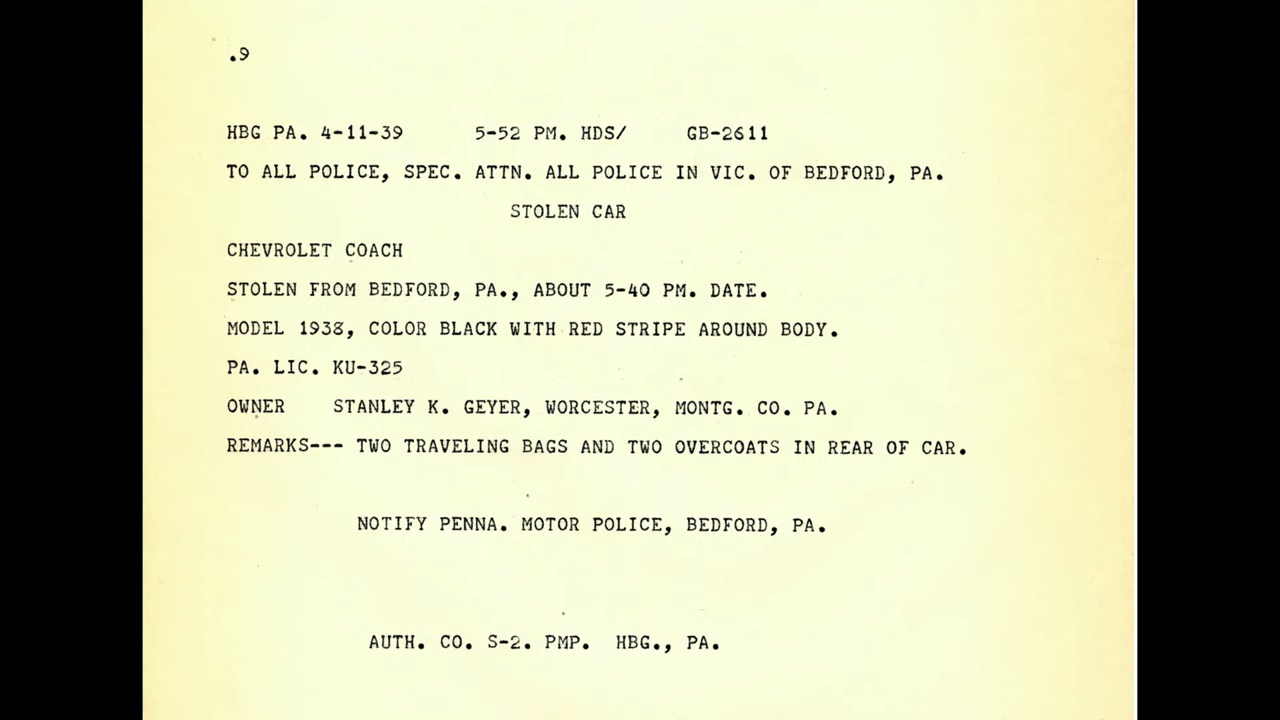 .9
HBG PA. 4-11-39 5-52 PM. HDS/ GB-2611
TO ALL POLICE, SPEC. ATTN. ALL POLICE IN VIC. OF BEDFORD, PA.
STOLEN CAR
CHEVROLET COACH
STOLEN FROM BEDFORD, PA., ABOUT 5-40 PM. DATE.
MODEL 1938, COLOR BLACK WITH RED STRIPE AROUND BODY.
PA. LIC. KU-325
OWNER STANLEY K. GEYER, WORCESTER, MONTG. CO. PA.
REMARKS--- TWO TRAVELING BAGS AND TWO OVERCOATS IN REAR OF CAR.
NOTIFY PENNA. MOTOR POLICE, BEDFORD, PA.
AUTH. CO. S-2. PMP. HBG., PA.